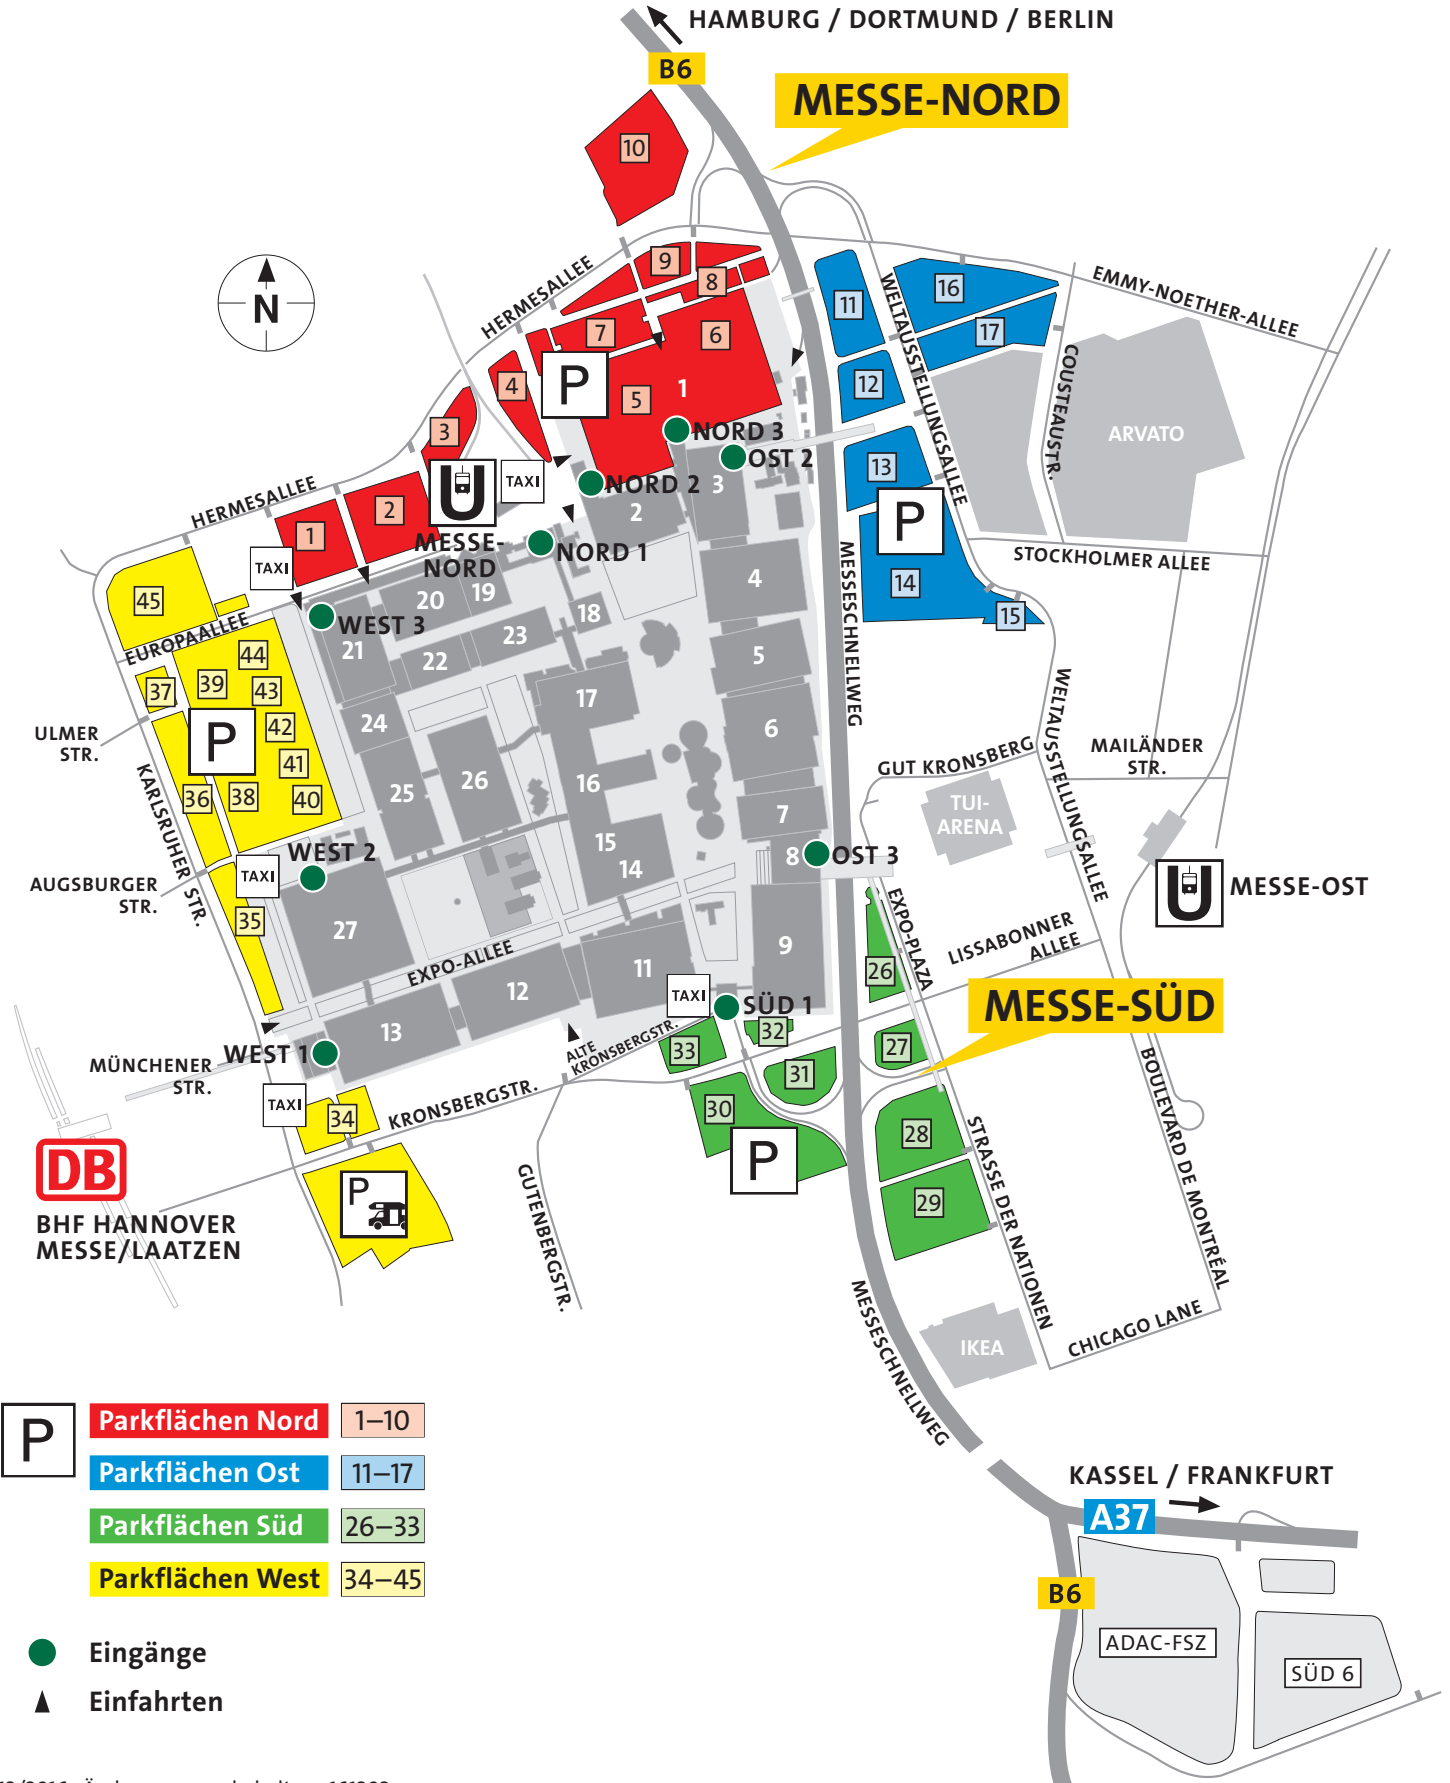 HAMBURG / DORTMUND / BERLIN
B6
MESSE-NORD
10
9
8
HERMESALLEE
7
6
5
4
3
2
1
P
1
N
11
12
13
14
15
16
17
P
WELTAUSSTELLUNGSALLEE
EMMY-NOETHER-ALLEE
COUSTEAUSTR.
ARVATO
STOCKHOLMER ALLEE
NORD 3
OST 2
NORD 2
NORD 1
TAXI
U
MESSE-
NORD
HERMESALLEE
TAXI
WEST 3
45
EUROPAALLEE
44
39
43
37
42
41
P
36
38
40
ULMER
STR.
KARLSRUHER STR.
AUGSBURGER
STR.
TAXI
WEST 2
35
2
3
4
5
6
7
8
9
11
12
13
14
15
16
17
18
19
20
21
22
23
24
25
26
27
MESSESCHNELLWEG
WELTAUSSTELLUNGSALLEE
MAILÄNDER
STR.
GUT KRONSBERG
TUI-
ARENA
OST 3
U
MESSE-OST
EXPO-PLAZA
LISSABONNER
ALLEE
EXPO-ALLEE
26
MESSE-SÜD
TAXI
SÜD 1
32
33
27
31
30
P
28
29
ALTE
KRONSBERGSTR.
WEST 1
MÜNCHENER
STR.
TAXI
34
KRONSBERGSTR.
P
DB
BHF HANNOVER
MESSE/LAATZEN
GUTENBERGSTR.
STRASSE DER NATIONEN
BOULEVARD DE MONTRÉAL
CHICAGO LANE
IKEA
MESSESCHNELLWEG
P
Parkflächen Nord 1–10
Parkflächen Ost 11–17
Parkflächen Süd 26–33
Parkflächen West 34–45
Eingänge
Einfahrten
KASSEL / FRANKFURT
A37
B6
ADAC-FSZ
SÜD 6